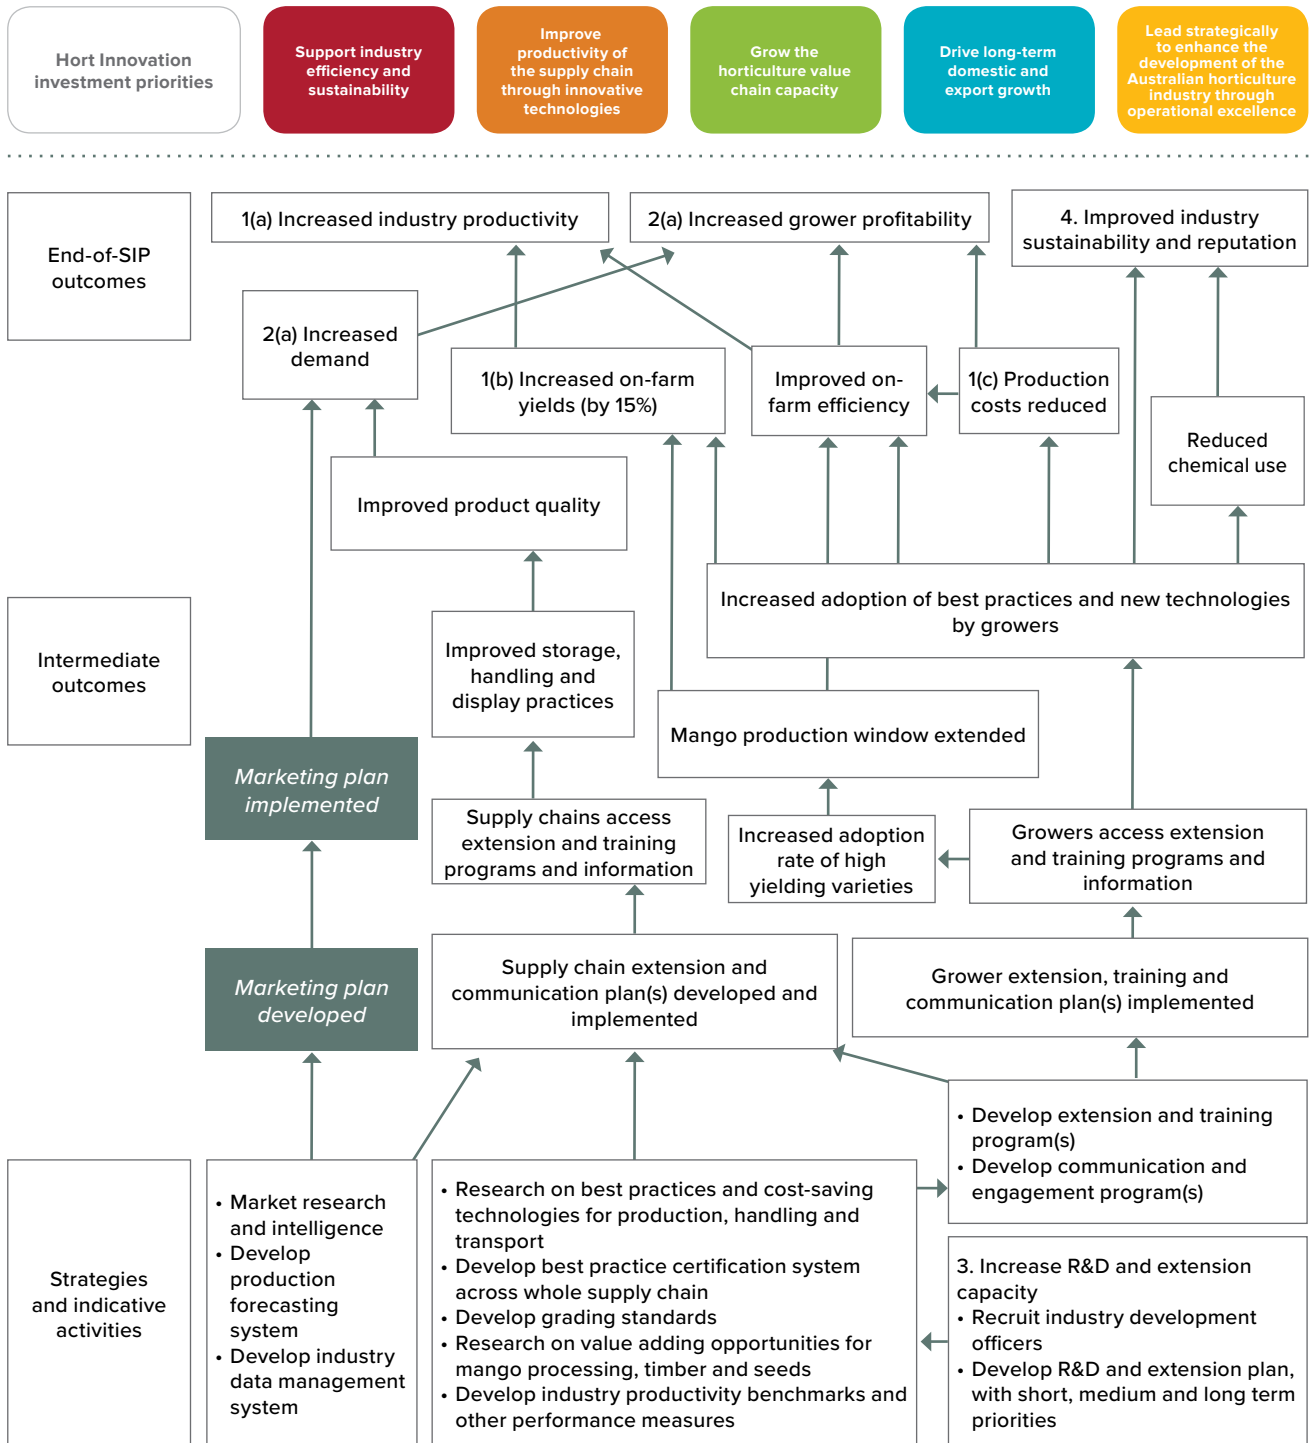 Hort Innovation
investment priorities
Support industry
efficiency and
sustainability
Improve
productivity of
the supply chain
through innovative
technologies
Grow the
horticulture value
chain capacity
Drive long-term
domestic and
export growth
Lead strategically
to enhance the
development of the
Australian horticulture
industry through
operational excellence
End-of-SIP
outcomes
1(a) Increased industry productivity
2(a) Increased grower profitability
4. Improved industry
sustainability and reputation
2(a) Increased
demand
1(b) Increased on-farm
yields (by 15%)
Improved on-
farm efficiency
1(c) Production
costs reduced
Reduced
chemical use
Improved product quality
Intermediate
outcomes
Increased adoption of best practices and new technologies
by growers
Improved storage,
handling and
display practices
Mango production window extended
Marketing plan
implemented
Supply chains access
extension and training
programs and information
Increased adoption
rate of high
yielding varieties
Growers access extension
and training programs and
information
Marketing plan
developed
Supply chain extension and
communication plan(s) developed and
implemented
Grower extension, training and
communication plan(s) implemented
• Develop extension and training
program(s)
• Develop communication and
engagement program(s)
Strategies
and indicative
activities
• Market research
and intelligence
• Develop
production
forecasting
system
• Develop industry
data management
system
• Research on best practices and cost-saving
technologies for production, handling and
transport
• Develop best practice certification system
across whole supply chain
• Develop grading standards
• Research on value adding opportunities for
mango processing, timber and seeds
• Develop industry productivity benchmarks and
other performance measures
3. Increase R&D and extension
capacity
• Recruit industry development
officers
• Develop R&D and extension plan,
with short, medium and long term
priorities